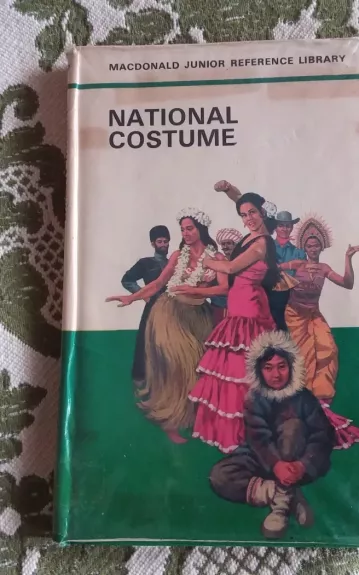 MACDONALD JUNIOR REFERENCE LIBRARY
NATIONAL
COSTUME